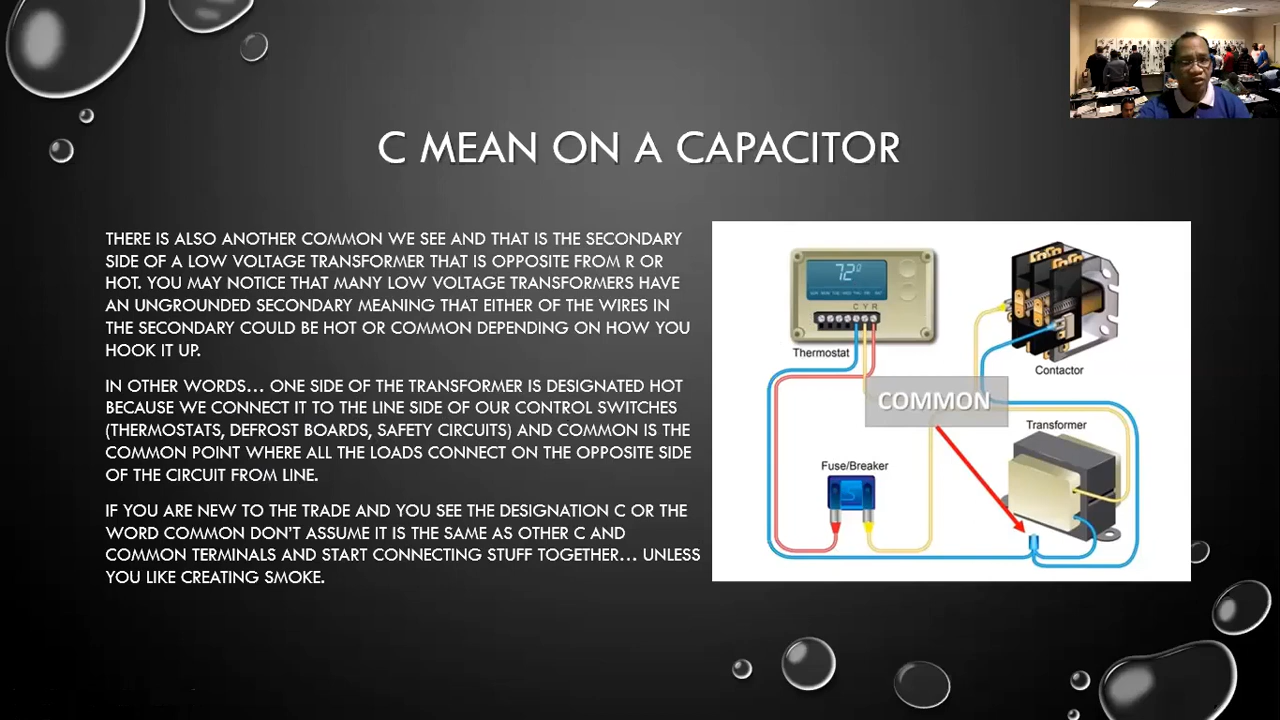 C MEAN ON A CAPACITOR
THERE IS ALSO ANOTHER COMMON WE SEE AND THAT IS THE SECONDARY
SIDE OF A LOW VOLTAGE TRANSFORMER THAT IS OPPOSITE FROM R OR
HOT. YOU MAY NOTICE THAT MANY LOW VOLTAGE TRANSFORMERS HAVE
AN UNGROUNDED SECONDARY MEANING THAT EITHER OF THE WIRES IN
THE SECONDARY COULD BE HOT OR COMMON DEPENDING ON HOW YOU
HOOK IT UP.
IN OTHER WORDS... ONE SIDE OF THE TRANSFORMER IS DESIGNATED HOT
BECAUSE WE CONNECT IT TO THE LINE SIDE OF OUR CONTROL SWITCHES
(THERMOSTATS, DEFROST BOARDS, SAFETY CIRCUITS) AND COMMON IS THE
COMMON POINT WHERE ALL THE LOADS CONNECT ON THE OPPOSITE SIDE
OF THE CIRCUIT FROM LINE.
IF YOU ARE NEW TO THE TRADE AND YOU SEE THE DESIGNATION C OR THE
WORD COMMON DON'T ASSUME IT IS THE SAME AS OTHER C AND
COMMON TERMINALS AND START CONNECTING STUFF TOGETHER... UNLESS
YOU LIKE CREATING SMOKE.
72°
C Y R
Thermostat
Contactor
COMMON
Transformer
Fuse/Breaker
5